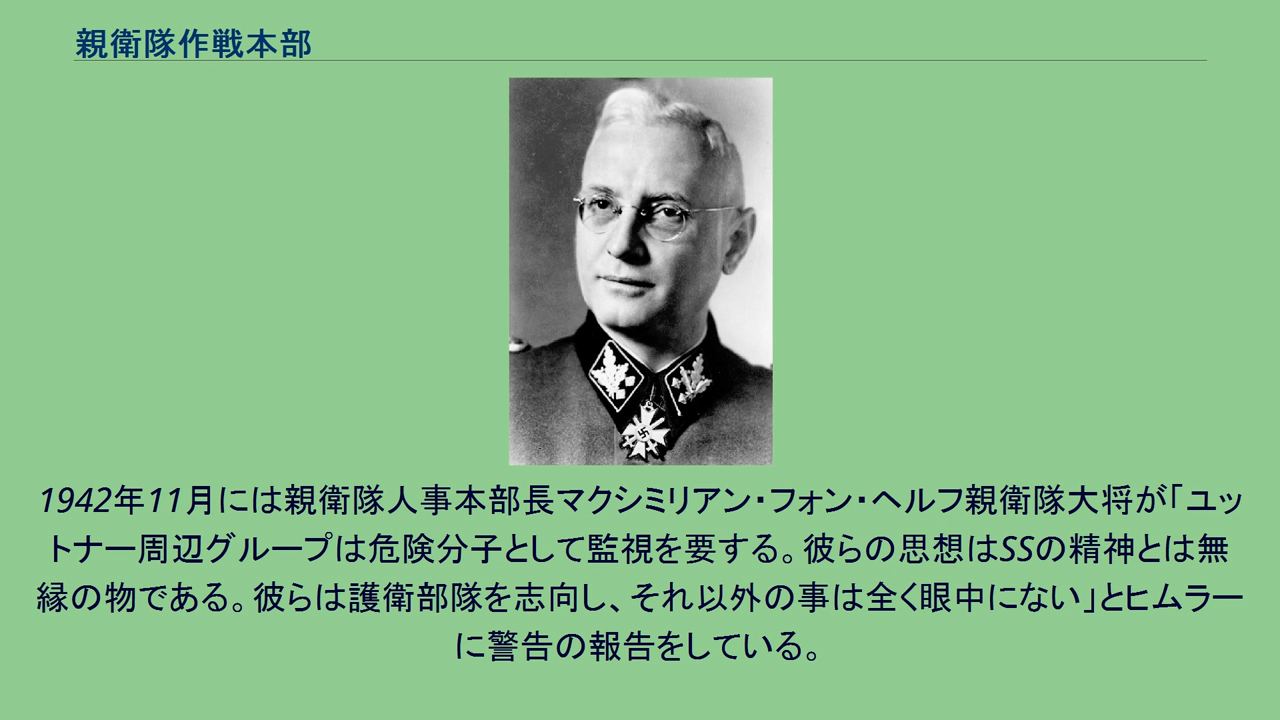 親衛隊作戦本部
1942年11月には親衛隊人事本部長マクシミリアン・フォン・ヘルフ親衛隊大将が「ユッ
トナー周辺グループは危険分子として監視を要する。彼らの思想はSSの精神とは無
縁の物である。彼らは護衛部隊を志向し、それ以外の事は全く眼中にない」とヒムラー
に警告の報告をしている。